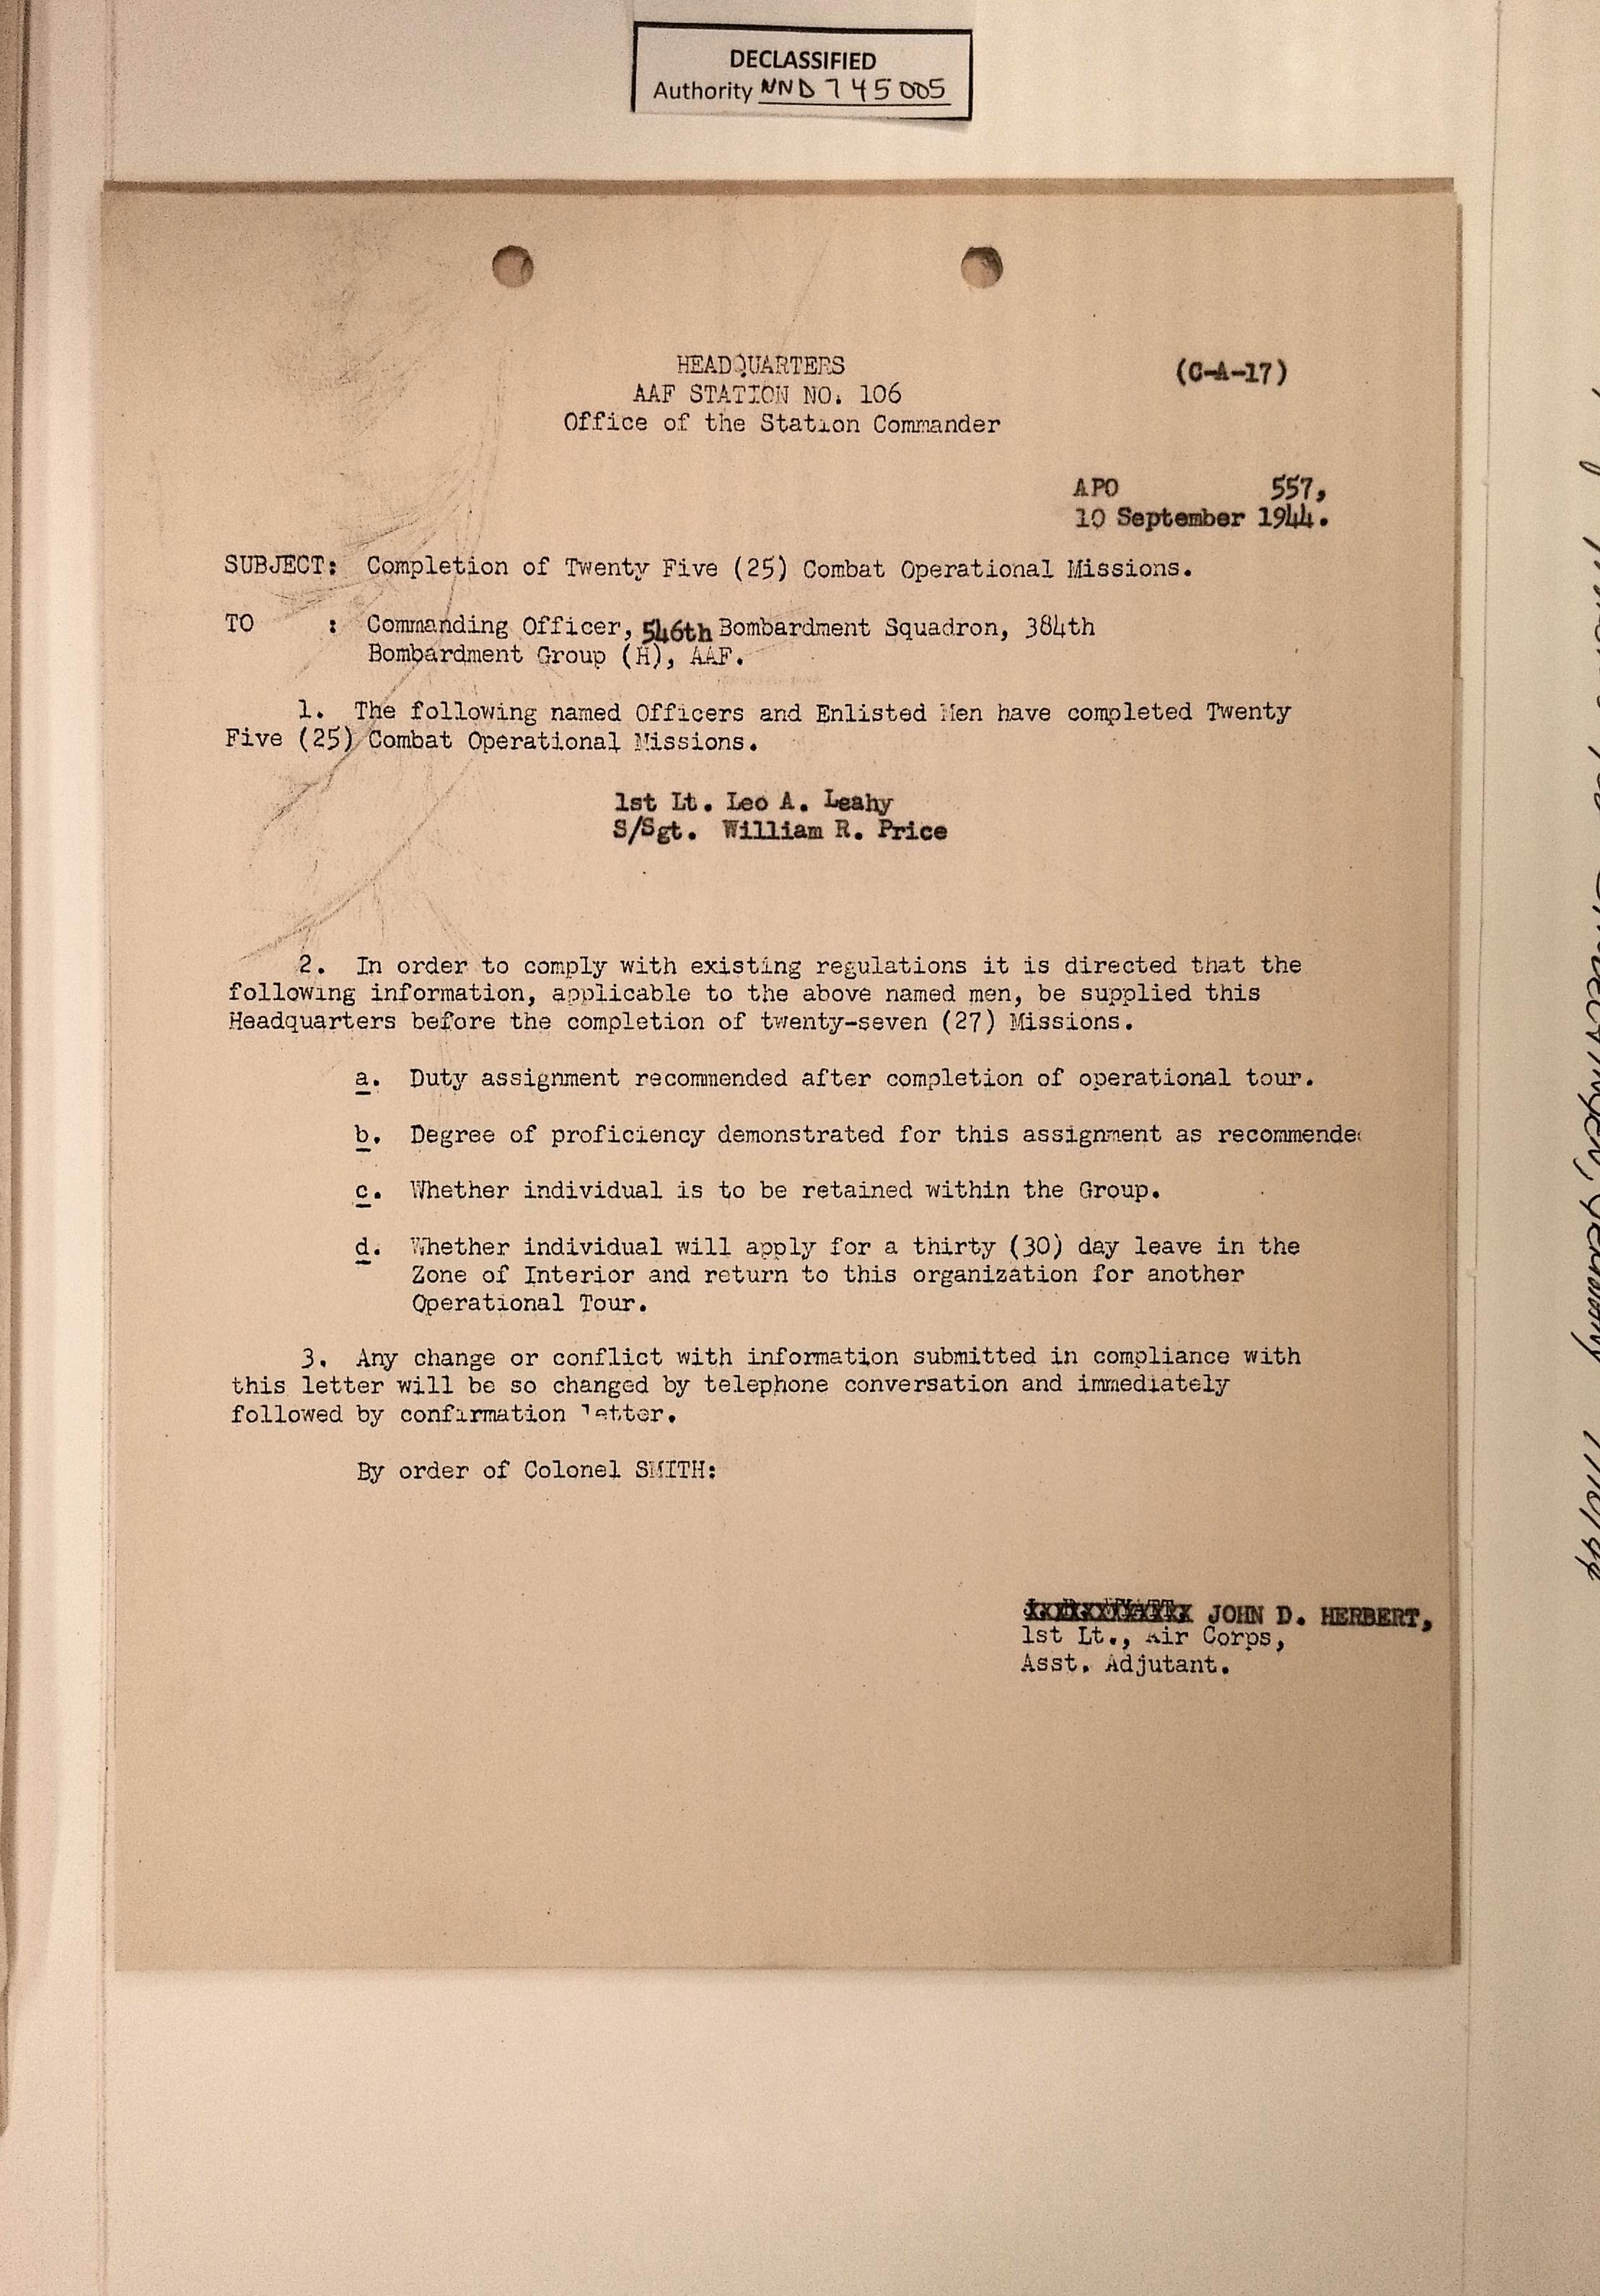 DECLASSIFIED
Authority NND 745005
HEADQUARTERS
(C-A-17)
AAF STATION NO. 106
Office of the Station Commander
APO 557,
10 September 1944.
SUBJECT: Completion of Twenty Five (25) Combat Operational Missions.
TO : Commanding Officer, 546th Bombardment Squadron, 384th
Bombardment Group (H), AAF.
1. The following named Officers and Enlisted Men have completed Twenty
Five (25) Combat Operational Missions.
1st Lt. Leo A. Leahy
S/Sgt. William R. Price
2. In order to comply with existing regulations it is directed that the
following information, applicable to the above named men, be supplied this
Headquarters before the completion of twenty-seven (27) Missions.
a. Duty assignment recommended after completion of operational tour.
b. Degree of proficiency demonstrated for this assignment as recommende
c. Whether individual is to be retained within the Group.
d. Whether individual will apply for a thirty (30) day leave in the
Zone of Interior and return to this organization for another
Operational Tour.
3. Any change or conflict with information submitted in compliance with
this letter will be so changed by telephone conversation and immediately
followed by confirmation letter.
By order of Colonel SMITH:
JOHN D. HERBERT,
1st Lt., Air Corps,
Asst. Adjutant.
Germany